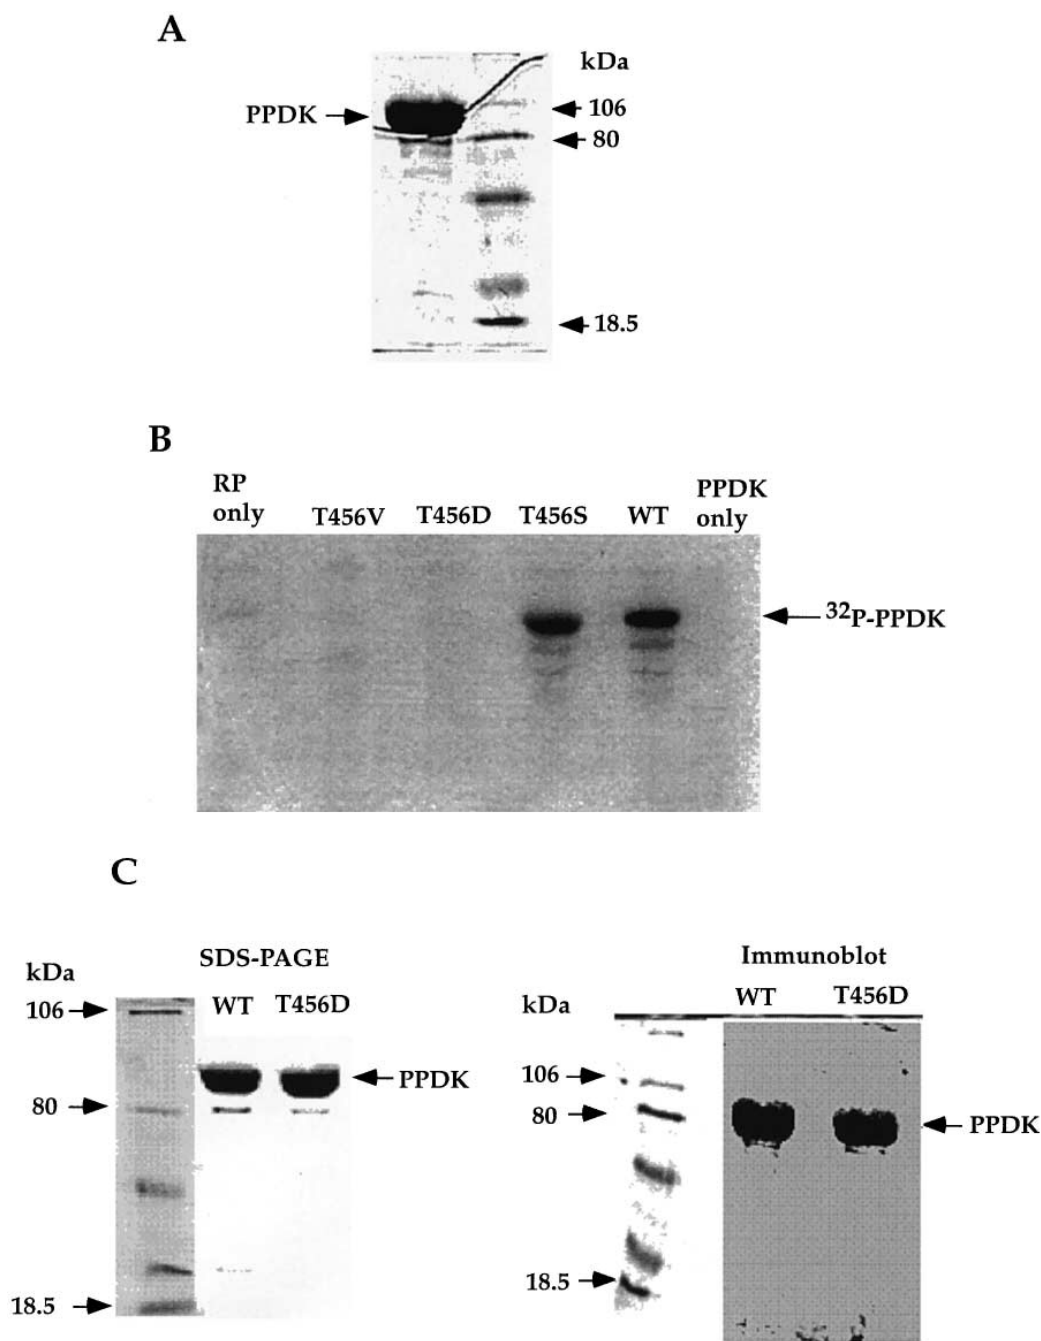 A
kDa
PPDK
106
80
18.5
B
RP
only
T456V
T456D
T456S
WT
PPDK
only
32P-PPDK
C
SDS-PAGE
kDa
WT
T456D
106
PPDK
80
18.5
Immunoblot
kDa
WT
T456D
106
80
PPDK
18.5